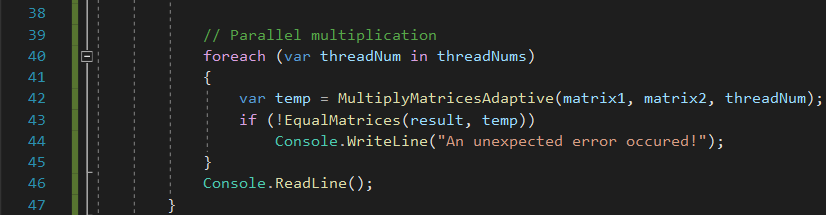 38
39 // Parallel multiplication
40 foreach (var threadNum in threadNums)
41 {
42 var temp = MultiplyMatricesAdaptive(matrix1, matrix2, threadNum);
43 if (!EqualMatrices(result, temp))
44 Console.WriteLine("An unexpected error occured!");
45 }
46 Console.ReadLine();
47 }